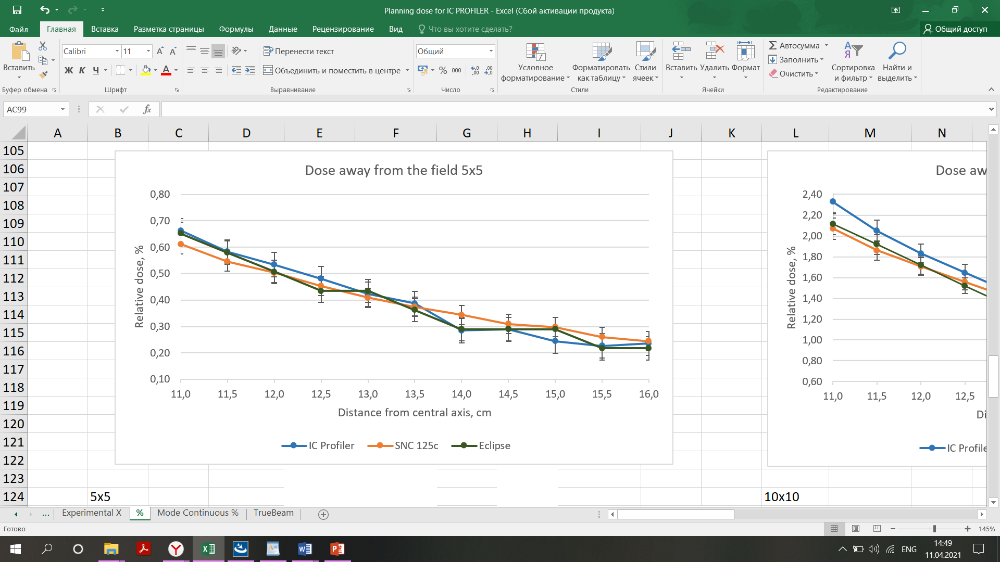 Planning dose for IC PROFILER - Excel (Сбой активации продукта)
Файл Главная Вставка Разметка страницы Формулы Данные Рецензирование Вид Что вы хотите сделать? Общий доступ
Вставить
Буфер обмена
Calibri 11
Ж К Ч А
Шрифт
Перенести текст
Объединить и поместить в центре
Выравнивание
Общий
% 000
Число
Условное форматирование
Форматировать как таблицу
Стили ячеек
Стили
Вставить Удалить Формат
Ячейки
Автосумма
Заполнить
Очистить
Сортировка и фильтр
Найти и выделить
Редактирование
AC99 fx
A B C D E F G H I J K L M N
105
106
107
108
109
110
111
112
113
114
115
116
117
118
119
120
121
122
123
124
Dose away from the field 5x5
0,80
0,70
0,60
0,50
0,40
0,30
0,20
0,10
Relative dose, %
11,0 11,5 12,0 12,5 13,0 13,5 14,0 14,5 15,0 15,5 16,0
Distance from central axis, cm
IC Profiler SNC 125c Eclipse
Dose aw
2,40
2,20
2,00
1,80
1,60
1,40
1,20
1,00
0,80
0,60
Relative dose, %
11,0 11,5 12,0 12,5
Di
IC Profile
5x5 10x10
... Experimental X % Mode Continuous % TrueBeam
Готово 145%
ENG
14:49
11.04.2021